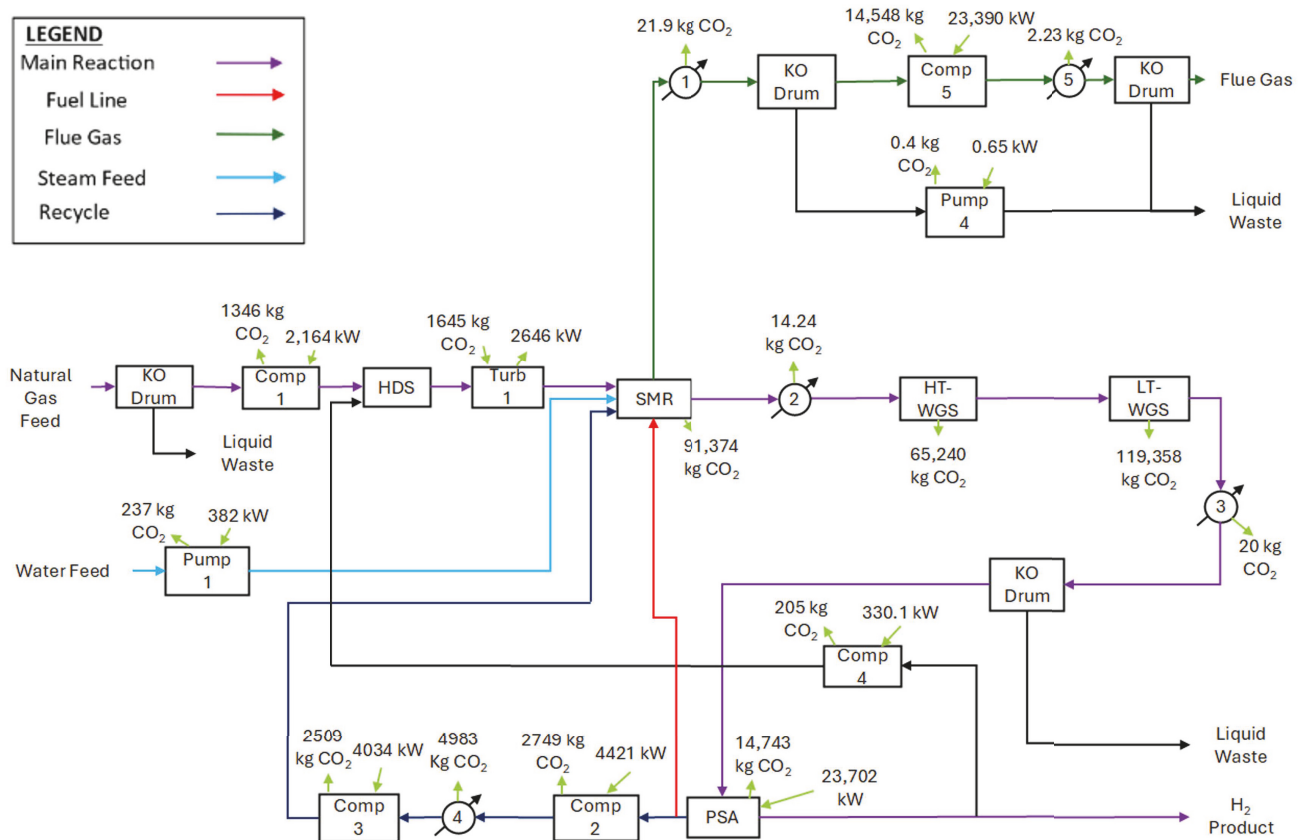 LEGEND
Main Reaction
Fuel Line
Flue Gas
Steam Feed
Recycle
21.9 kg CO₂
1
KO
Drum
14,548 kg
CO₂
23,390 kW
Comp
5
2.23 kg CO₂
5
KO
Drum
Flue Gas
0.4 kg
CO₂
0.65 kW
Pump
4
Liquid
Waste
Natural
Gas
Feed
KO
Drum
Liquid
Waste
1346 kg
CO₂
2,164 kW
Comp
1
HDS
1645 kg
CO₂
2646 kW
Turb
1
SMR
91,374
kg CO₂
14.24
kg CO₂
2
HT-
WGS
65,240
kg CO₂
LT-
WGS
119,358
kg CO₂
3
20 kg
CO₂
Water Feed
237 kg
CO₂
382 kW
Pump
1
KO
Drum
Liquid
Waste
205 kg
CO₂
330.1 kW
Comp
4
2509
kg CO₂
4034 kW
Comp
3
4983
Kg CO₂
4
2749 kg
CO₂
4421 kW
Comp
2
14,743
kg CO₂
23,702
kW
PSA
H₂
Product